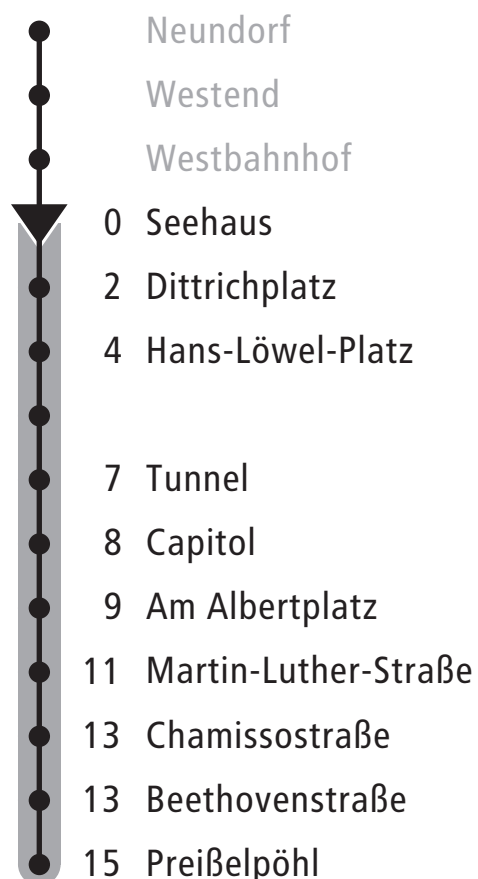 Neundorf
Westend
Westbahnhof
0 Seehaus
2 Dittrichplatz
4 Hans-Löwel-Platz
7 Tunnel
8 Capitol
9 Am Albertplatz
11 Martin-Luther-Straße
13 Chamissostraße
13 Beethovenstraße
15 Preißelpöhl